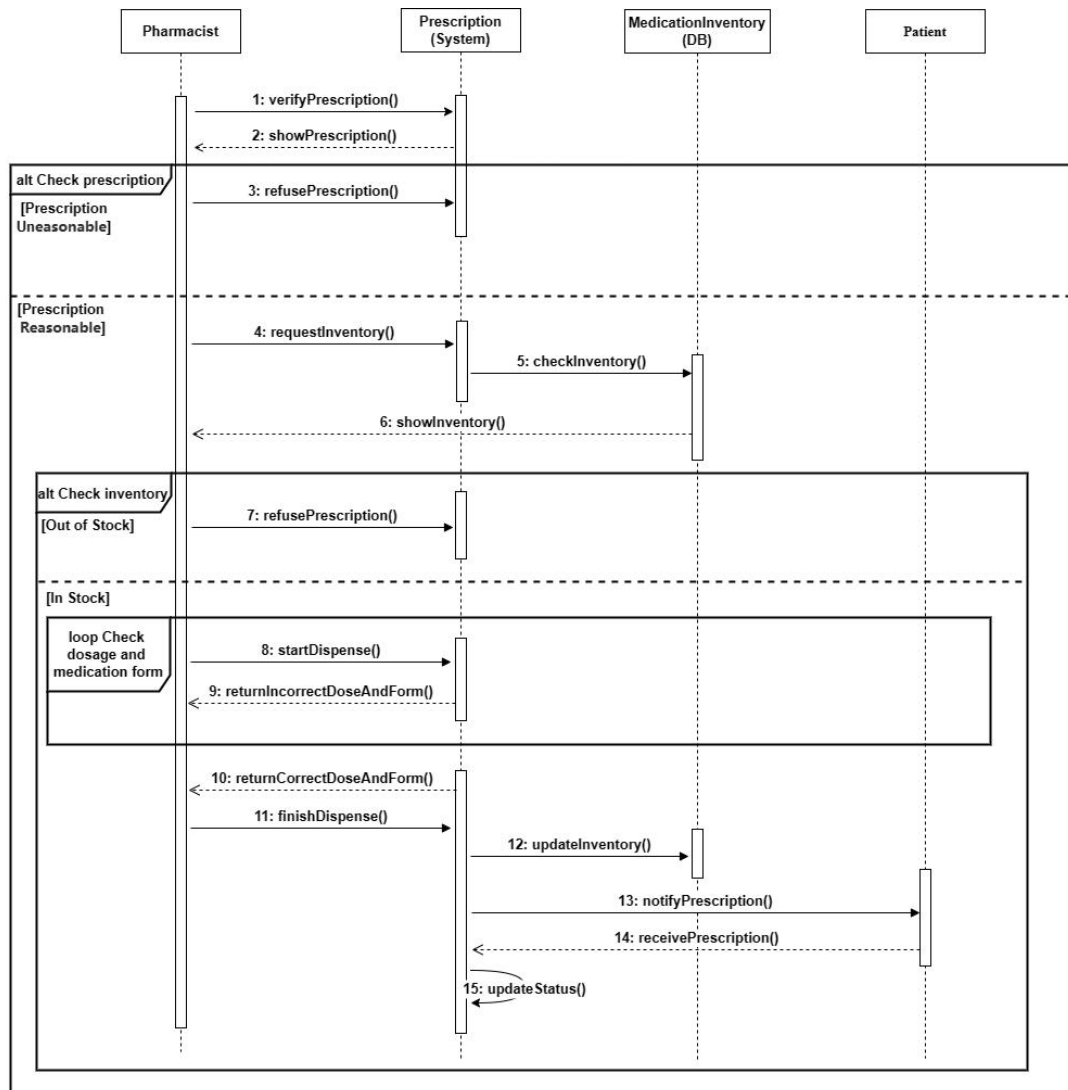 Pharmacist
Prescription
(System)
MedicationInventory
(DB)
Patient
1: verifyPrescription()
2: showPrescription()
alt Check prescription
3: refusePrescription()
[Prescription
Uneasonable]
[Prescription
Reasonable]
4: requestInventory()
5: checkInventory()
6: showInventory()
alt Check inventory
7: refusePrescription()
[Out of Stock]
[In Stock]
loop Check
dosage and
medication form
8: startDispense()
9: returnIncorrectDoseAndForm()
10: returnCorrectDoseAndForm()
11: finishDispense()
12: updateInventory()
13: notifyPrescription()
14: receivePrescription()
15: updateStatus()